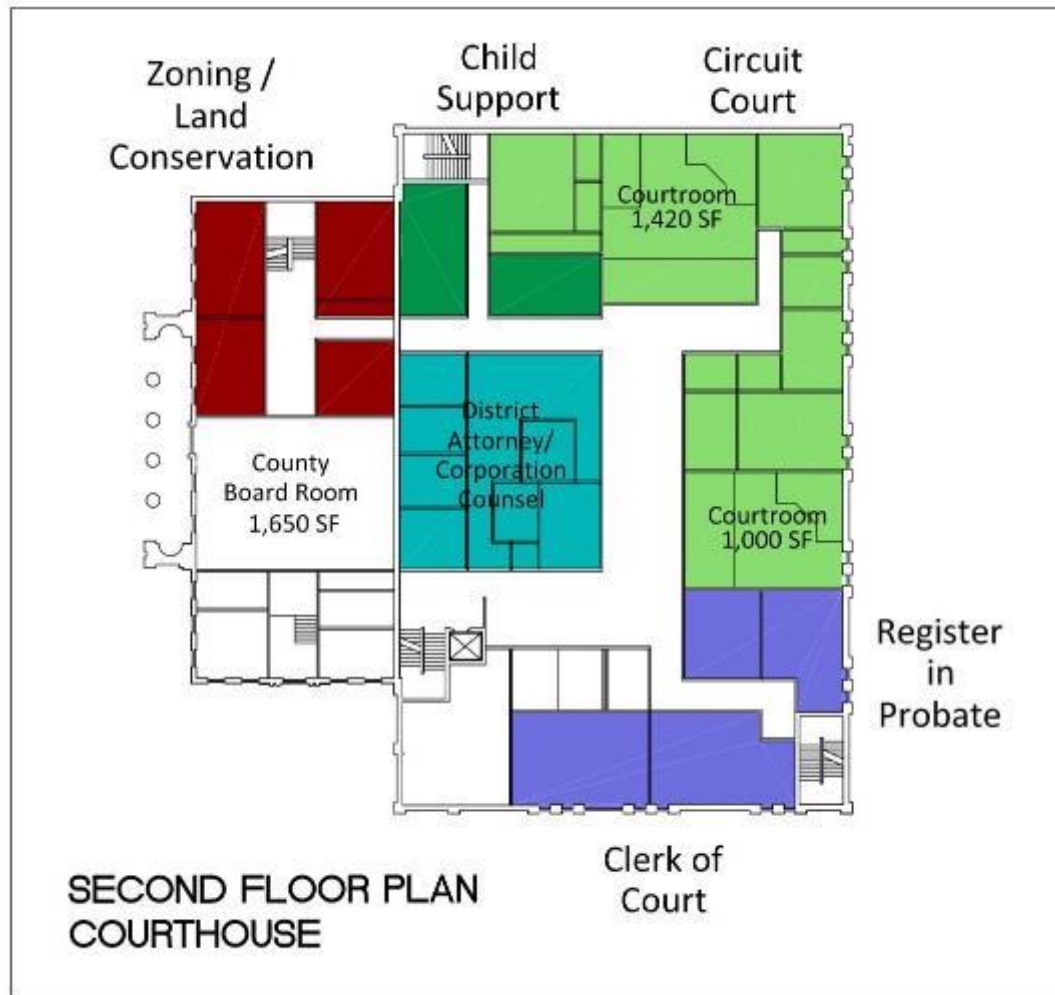 Zoning /
Land
Conservation
Child
Support
Circuit
Court
Courtroom
1,420 SF
District
Attorney/
Corporation
Counsel
County
Board Room
1,650 SF
Courtroom
1,000 SF
Register
in
Probate
Clerk of
Court
SECOND FLOOR PLAN
COURTHOUSE